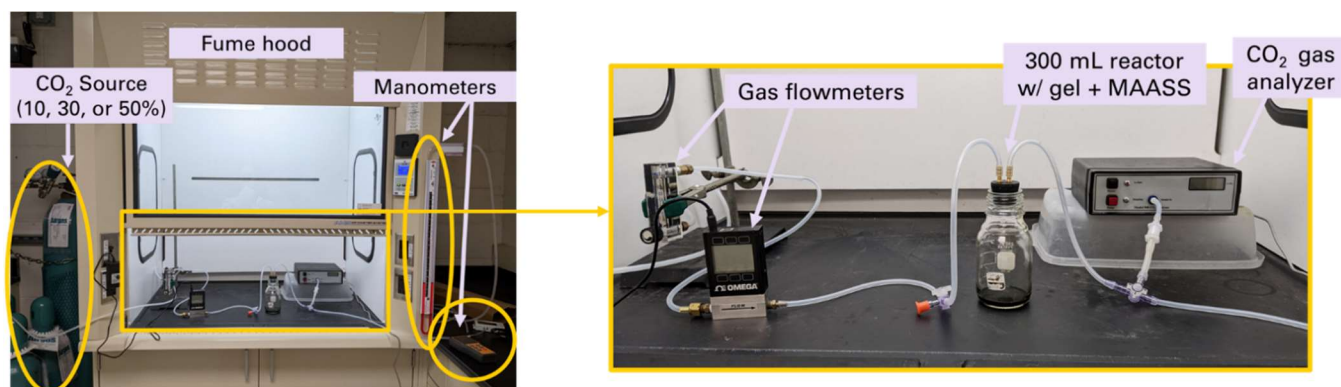 Fume hood
CO₂ Source
(10, 30, or 50%)
Manometers
Gas flowmeters
300 mL reactor
w/ gel + MAASS
CO₂ gas
analyzer
OMEGA